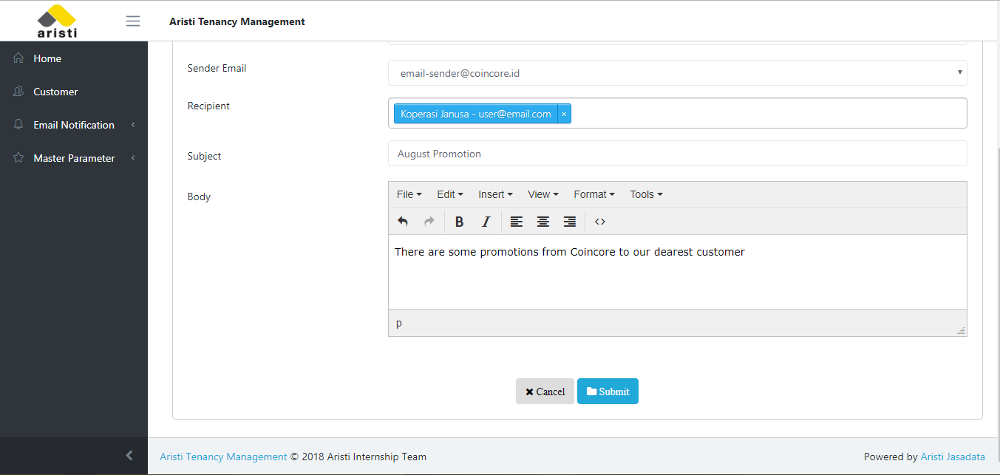 aristi
Aristi Tenancy Management
Home
Customer
Email Notification
Master Parameter
Sender Email
email-sender@coincore.id
Recipient
Koperasi Janusa - user@email.com ×
Subject
August Promotion
Body
File Edit Insert View Format Tools
B I
There are some promotions from Coincore to our dearest customer
p
Cancel Submit
Aristi Tenancy Management © 2018 Aristi Internship Team
Powered by Aristi Jasadata